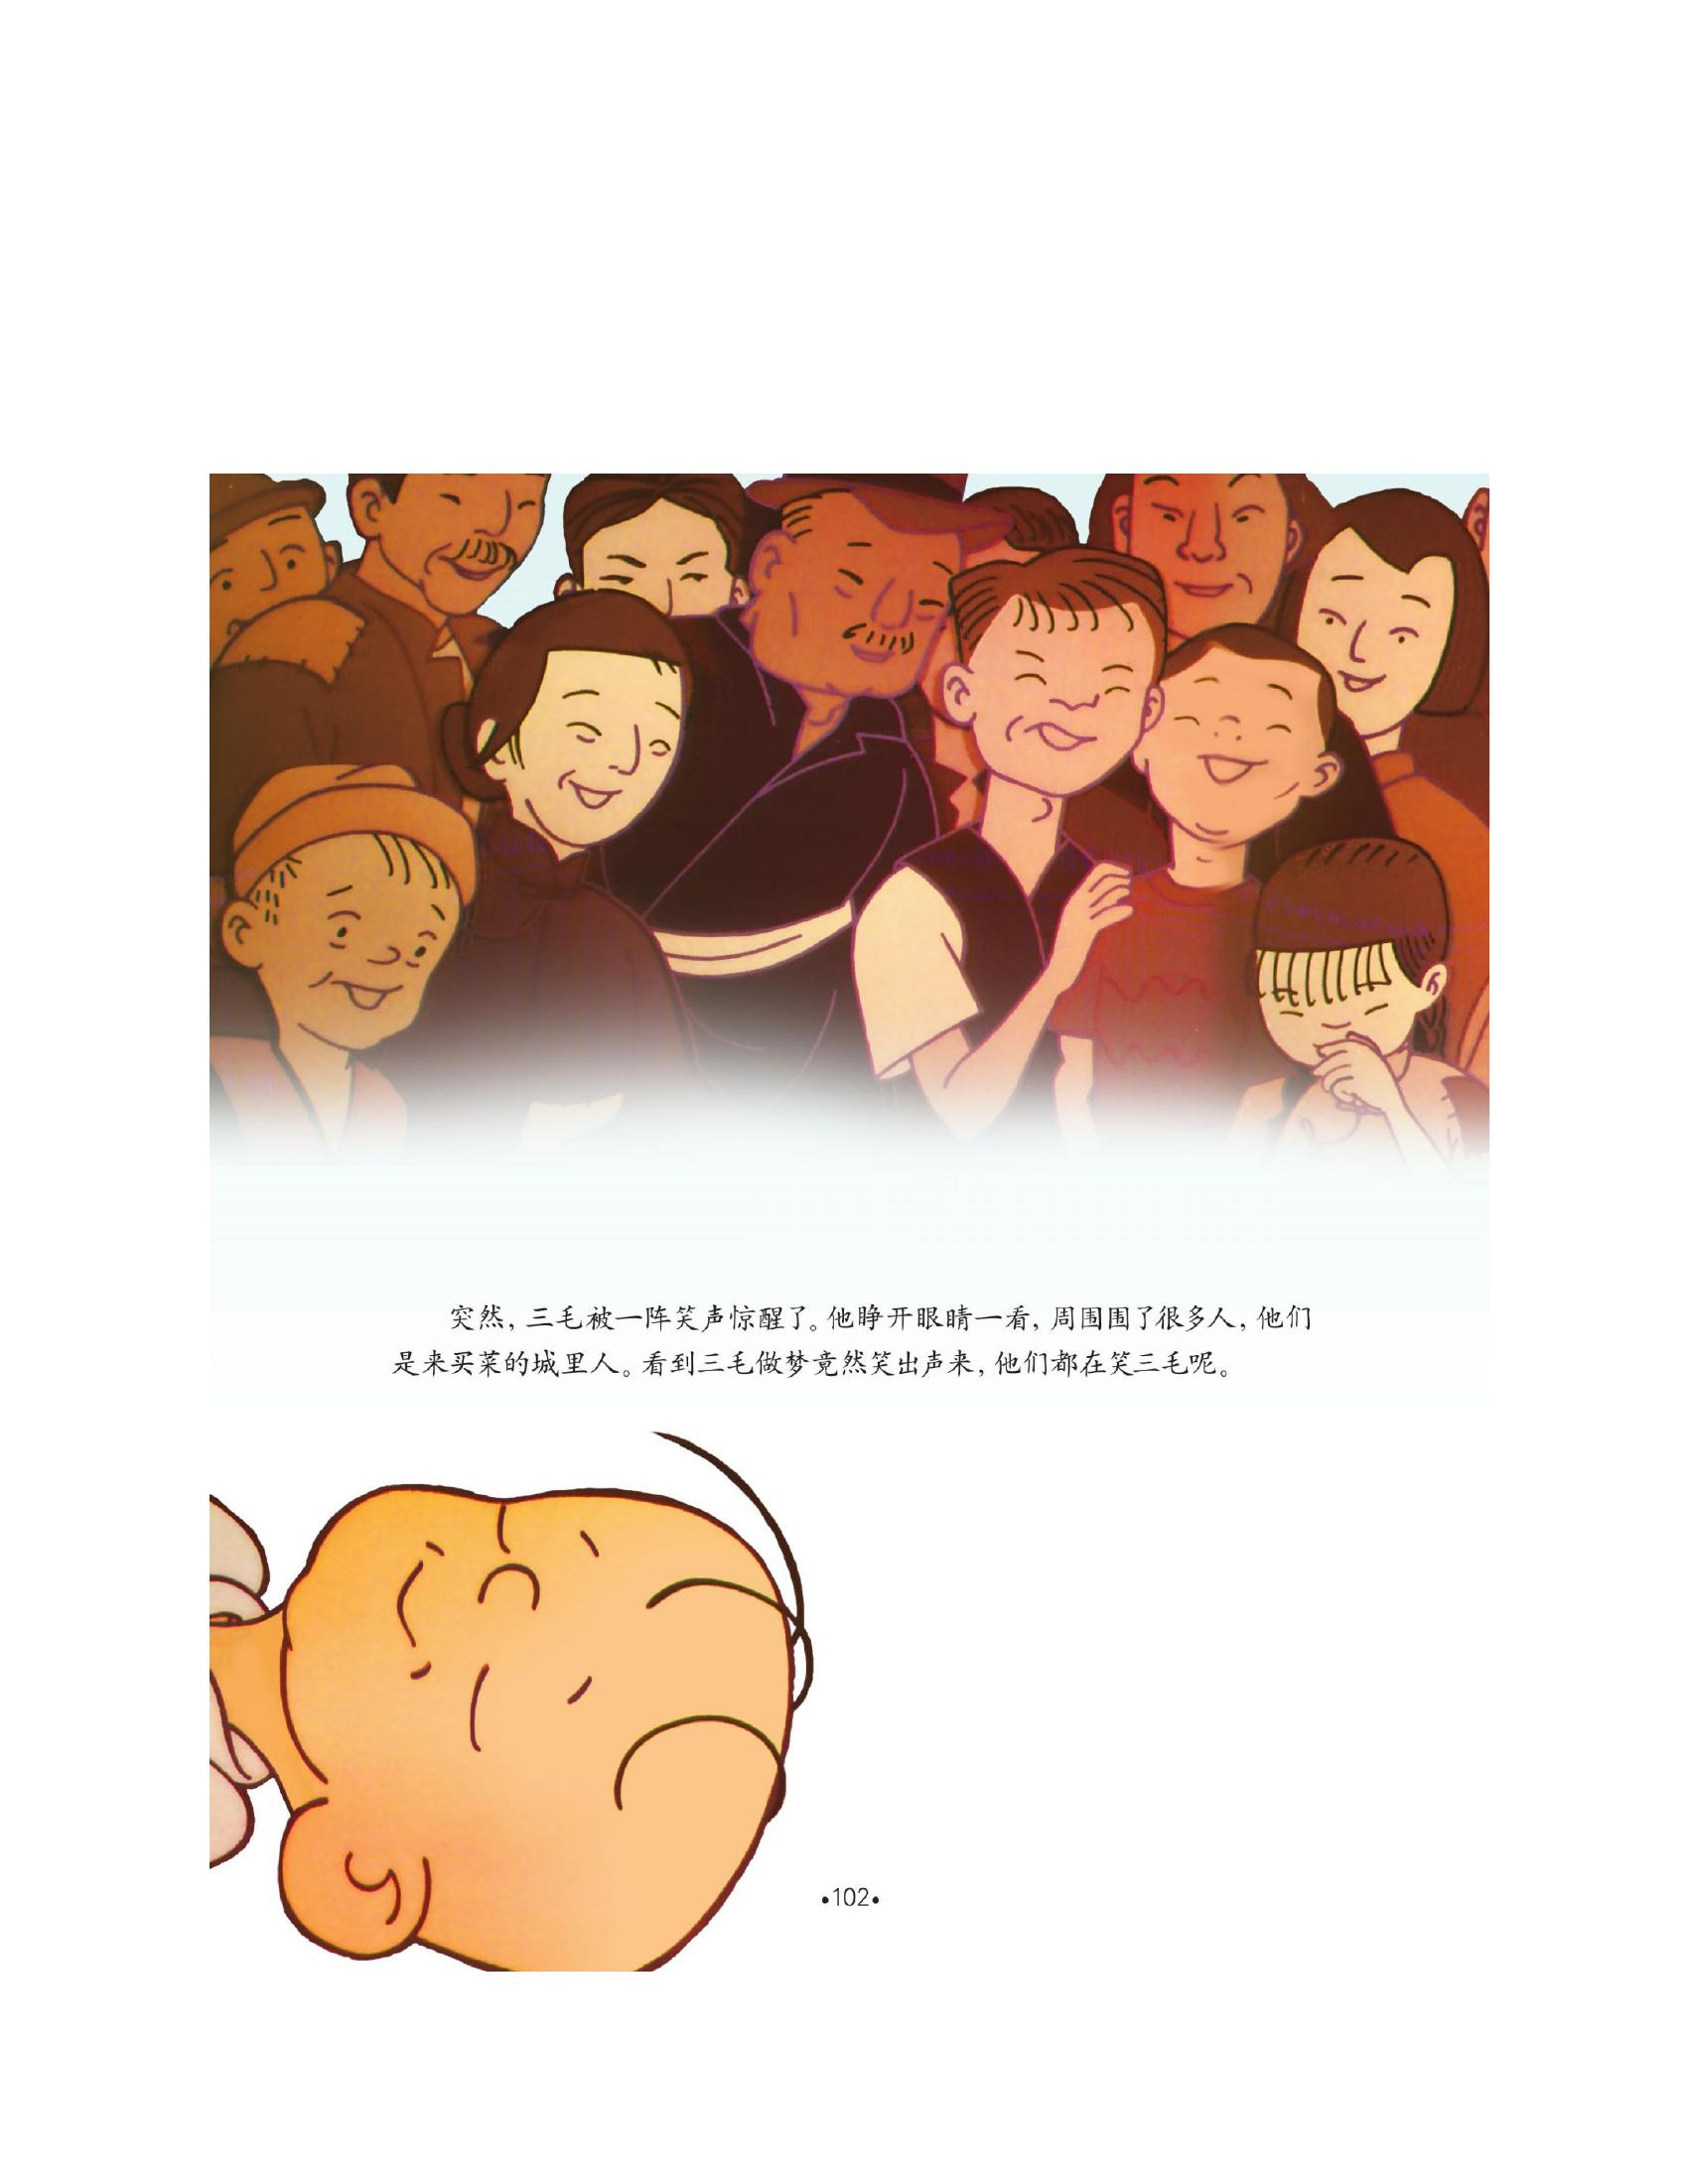 突然，三毛被一阵笑声惊醒了。他睁开眼睛一看，周围围了很多人，他们
是来买菜的城里人。看到三毛做梦竟然笑出声来，他们都在笑三毛呢。
•102•